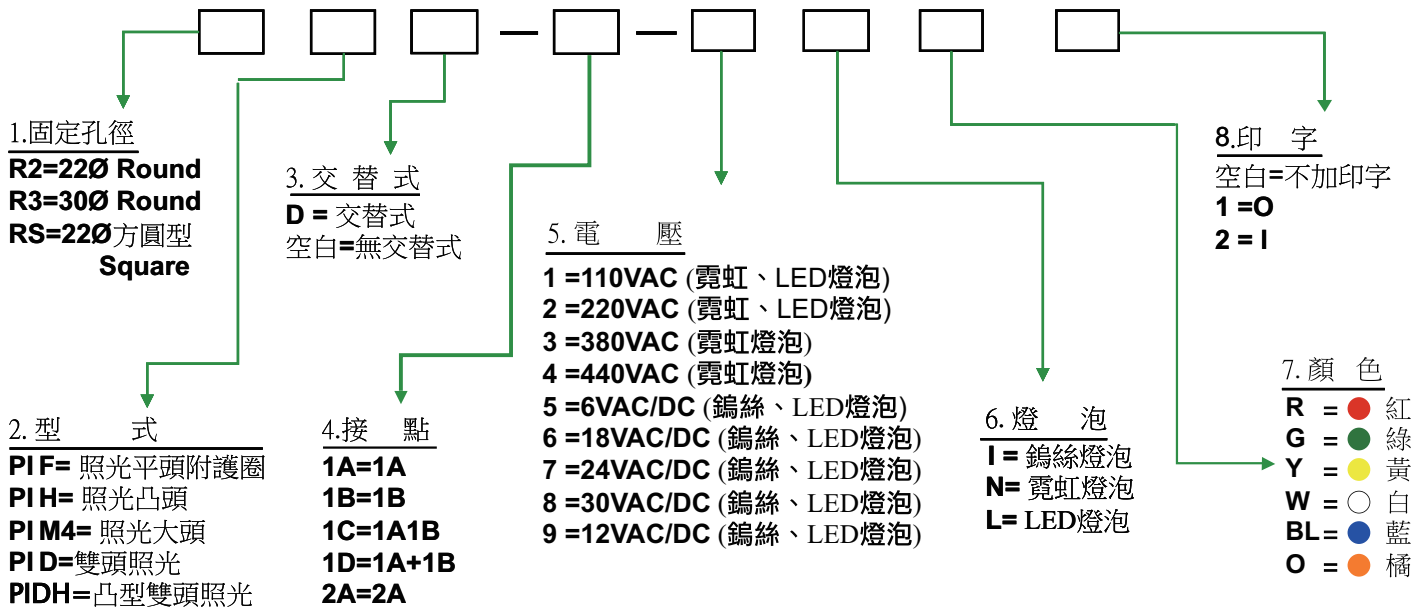 1.固定孔徑
R2=22Ø Round
R3=30Ø Round
RS=22Ø方圓型
Square
2. 型 式
PI F= 照光平頭附護圈
PI H= 照光凸頭
PI M4= 照光大頭
PI D=雙頭照光
PIDH=凸型雙頭照光
3. 交 替 式
D = 交替式
空白=無交替式
4.接 點
1A=1A
1B=1B
1C=1A1B
1D=1A+1B
2A=2A
5. 電 壓
1 =110VAC (霓虹、LED燈泡)
2 =220VAC (霓虹、LED燈泡)
3 =380VAC (霓虹燈泡)
4 =440VAC (霓虹燈泡)
5 =6VAC/DC (鎢絲、LED燈泡)
6 =18VAC/DC (鎢絲、LED燈泡)
7 =24VAC/DC (鎢絲、LED燈泡)
8 =30VAC/DC (鎢絲、LED燈泡)
9 =12VAC/DC (鎢絲、LED燈泡)
6. 燈 泡
I = 鎢絲燈泡
N= 霓虹燈泡
L= LED燈泡
7. 顏 色
R = 紅
G = 綠
Y = 黃
W = 白
BL= 藍
O = 橘
8.印 字
空白=不加印字
1 =O
2 = I